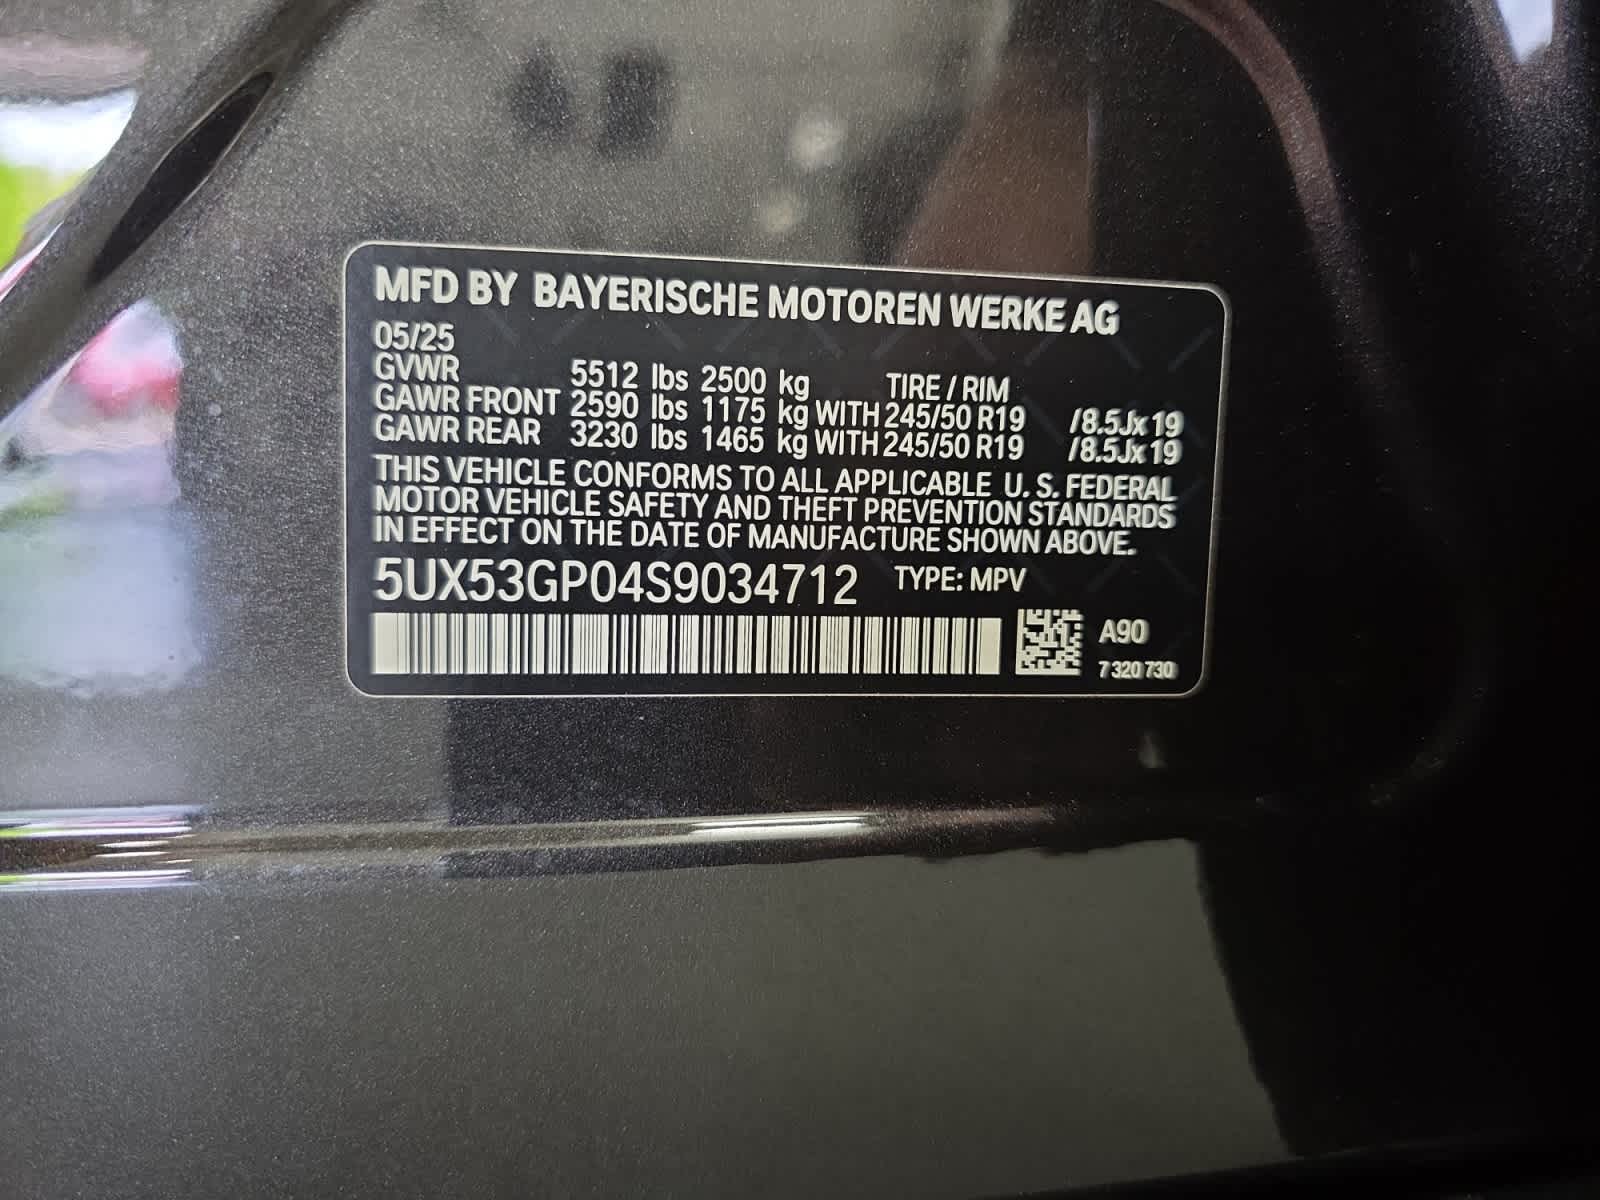 MFD BY BAYERISCHE MOTOREN WERKE AG
05/25
GVWR 5512 lbs 2500 kg TIRE / RIM
GAWR FRONT 2590 lbs 1175 kg WITH 245/50 R19 /8.5Jx19
GAWR REAR 3230 lbs 1465 kg WITH 245/50 R19 /8.5Jx19
THIS VEHICLE CONFORMS TO ALL APPLICABLE U. S. FEDERAL
MOTOR VEHICLE SAFETY AND THEFT PREVENTION STANDARDS
IN EFFECT ON THE DATE OF MANUFACTURE SHOWN ABOVE.
5UX53GP04S9034712 TYPE: MPV
A90
7 320 730